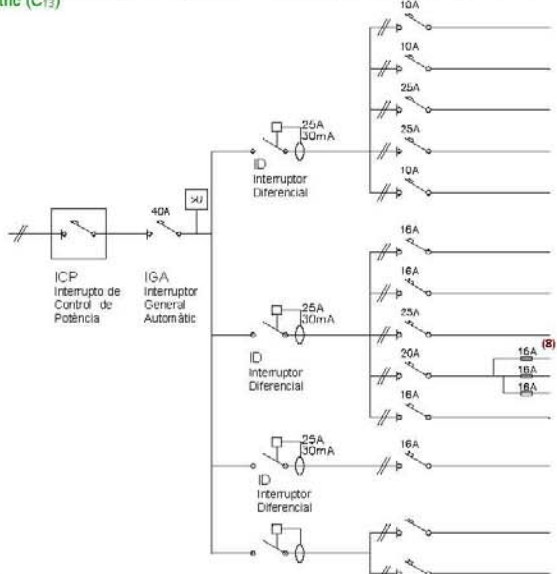 tric (C13)
10A
10A
25A
25A
10A
25A
30mA
ID
Interruptor
Diferencial
40A
ICP
Interrupto de
Control de
Potència
IGA
Interruptor
General
Automàtic
16A
16A
25A
20A
16A
25A
30mA
ID
Interruptor
Diferencial
16A (8)
16A
16A
25A
30mA
ID
Interruptor
Diferencial
16A